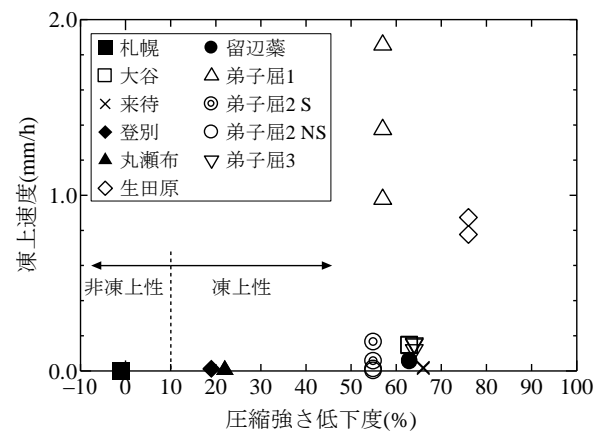 2.0
1.0
0.0
凍上速度(mm/h)
札幌
大谷
来待
登別
丸瀬布
生田原
留辺蘂
弟子屈1
弟子屈2 S
弟子屈2 NS
弟子屈3
非凍上性
凍上性
−10 0 10 20 30 40 50 60 70 80 90 100
圧縮強さ低下度(%)